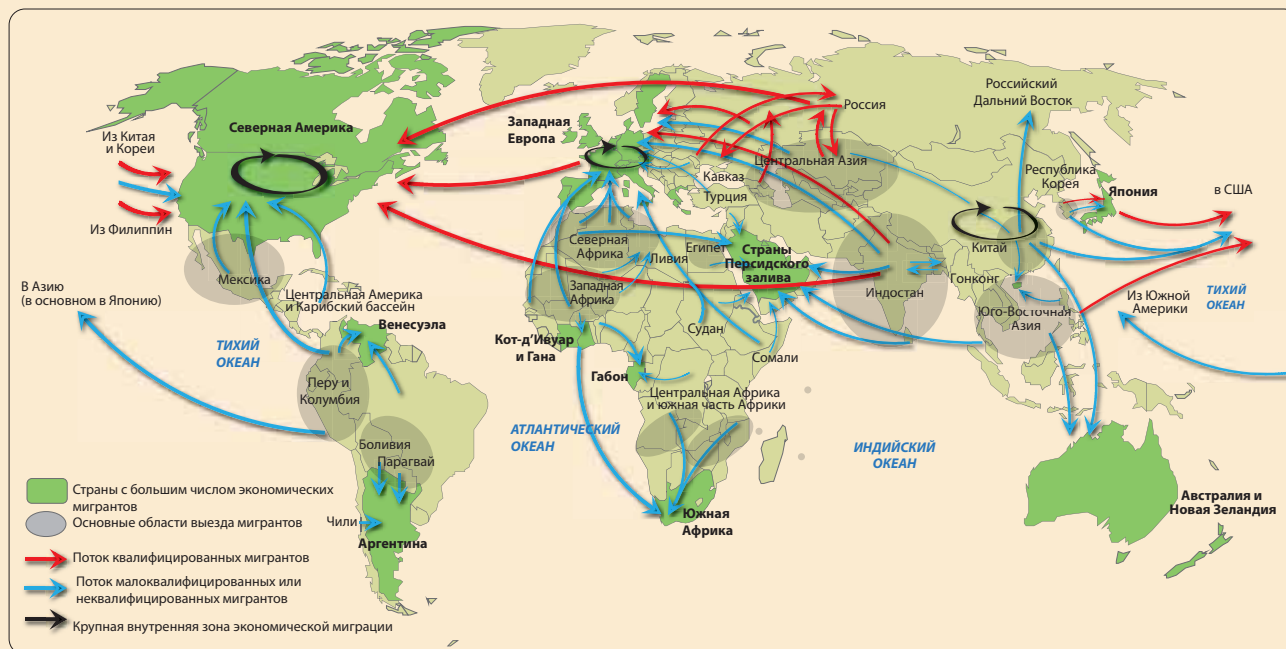 Российский
Дальний Восток
Россия
Из Китая
и Кореи
Северная Америка
Западная
Европа
Центральная Азия
Кавказ
Турция
Республика
Корея
Япония
в США
Из Филиппин
Северная
Африка
Египет
Ливия
Страны
Персидского
залива
Китай
Гонконг
Мексика
Западная
Африка
Индостан
В Азию
(в основном в Японию)
Центральная Америка
и Карибский бассейн
Венесуэла
Из Южной
Америки
ТИХИЙ
ОКЕАН
Юго-Восточная
Азия
ТИХИЙ
ОКЕАН
Кот-д’Ивуар
и Гана
Судан
Сомали
Габон
Перу и
Колумбия
Центральная Африка
и южная часть Африки
АТЛАНТИЧЕСКИЙ
ОКЕАН
ИНДИЙСКИЙ
ОКЕАН
Боливия
Парагвай
Чили
Аргентина
Южная
Африка
Австралия и
Новая Зеландия
Страны с большим числом экономических
мигрантов
Основные области выезда мигрантов
Поток квалифицированных мигрантов
Поток малоквалифицированных или
неквалифицированных мигрантов
Крупная внутренняя зона экономической миграции